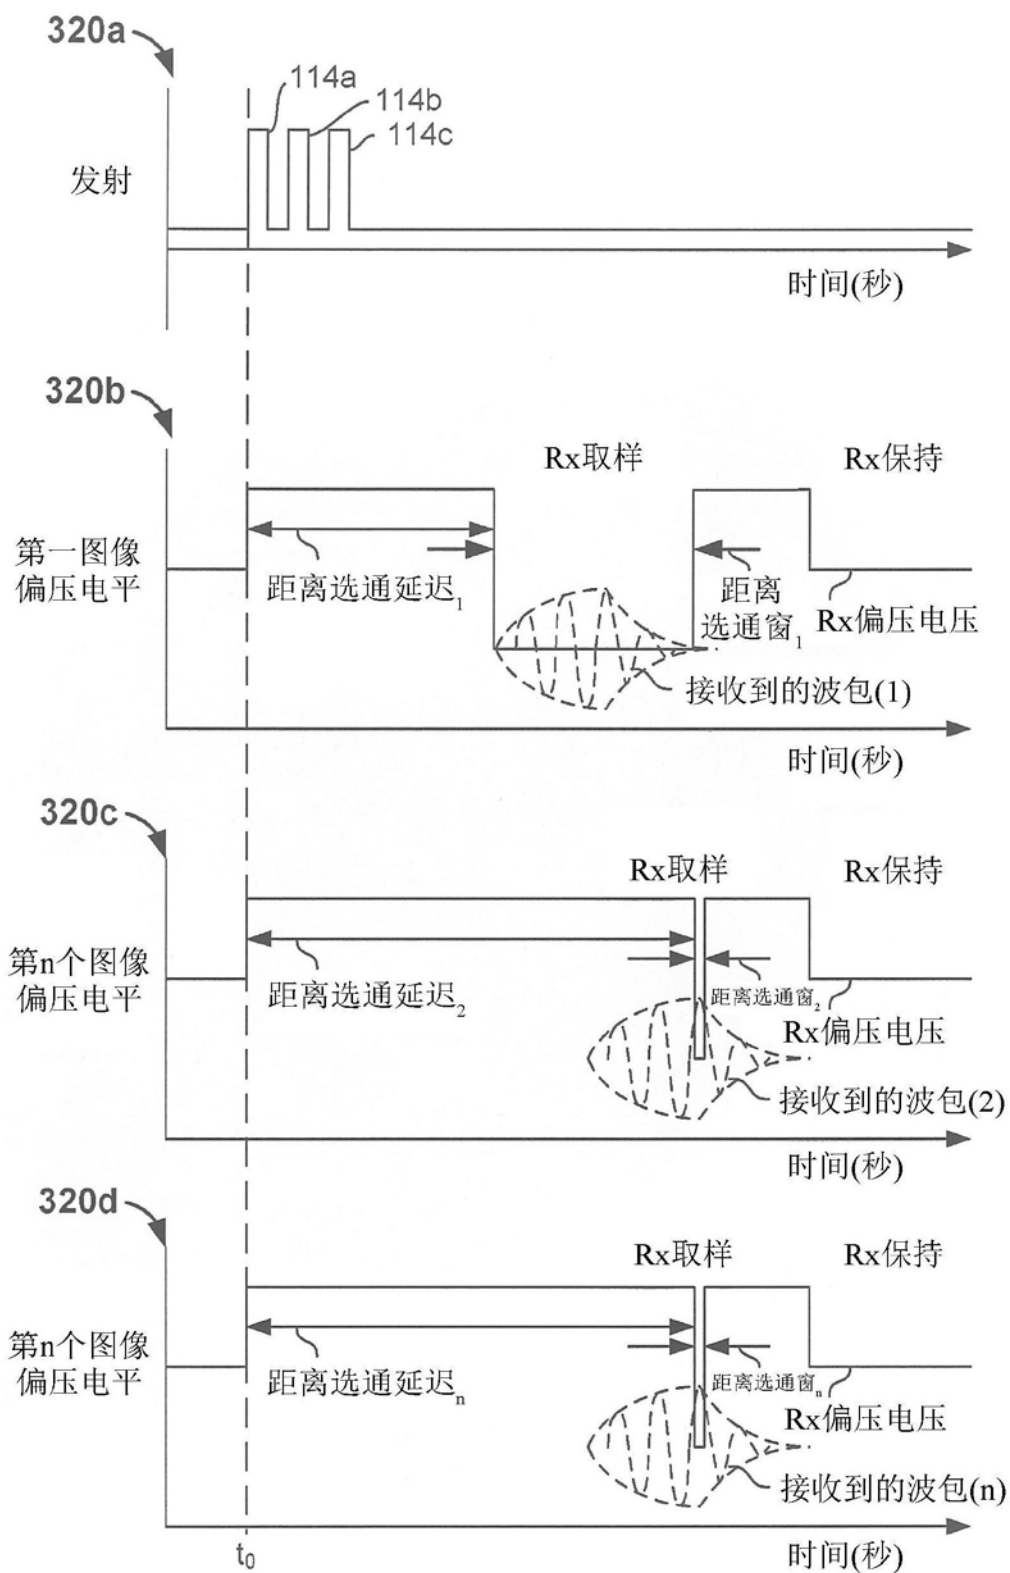 320a
114a
114b
114c
发射
时间(秒)
320b
Rx取样
Rx保持
第一图像
偏压电平
距离选通延迟1
距离
选通窗1
Rx偏压电压
接收到的波包(1)
时间(秒)
320c
Rx取样
Rx保持
第n个图像
偏压电平
距离选通延迟2
距离选通窗2
Rx偏压电压
接收到的波包(2)
时间(秒)
320d
Rx取样
Rx保持
第n个图像
偏压电平
距离选通延迟n
距离选通窗n
Rx偏压电压
接收到的波包(n)
t0
时间(秒)